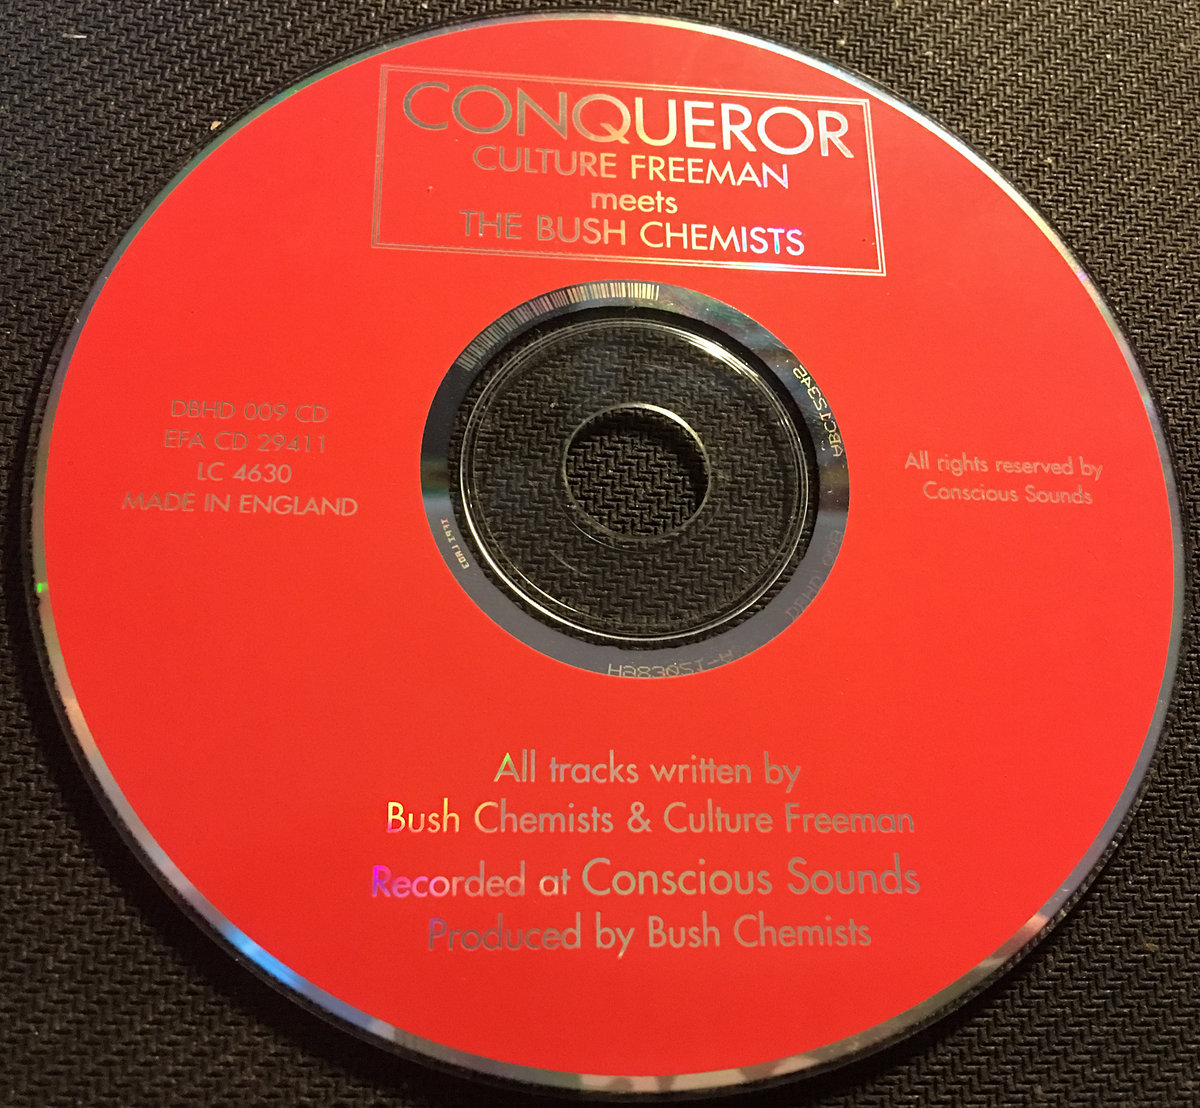 CONQUEROR
CULTURE FREEMAN
meets
THE BUSH CHEMISTS
DBHD 009 CD
EFA CD 29411
LC 4630
MADE IN ENGLAND
All rights reserved by
Conscious Sounds
All tracks written by
Bush Chemists & Culture Freeman
Recorded at Conscious Sounds
Produced by Bush Chemists